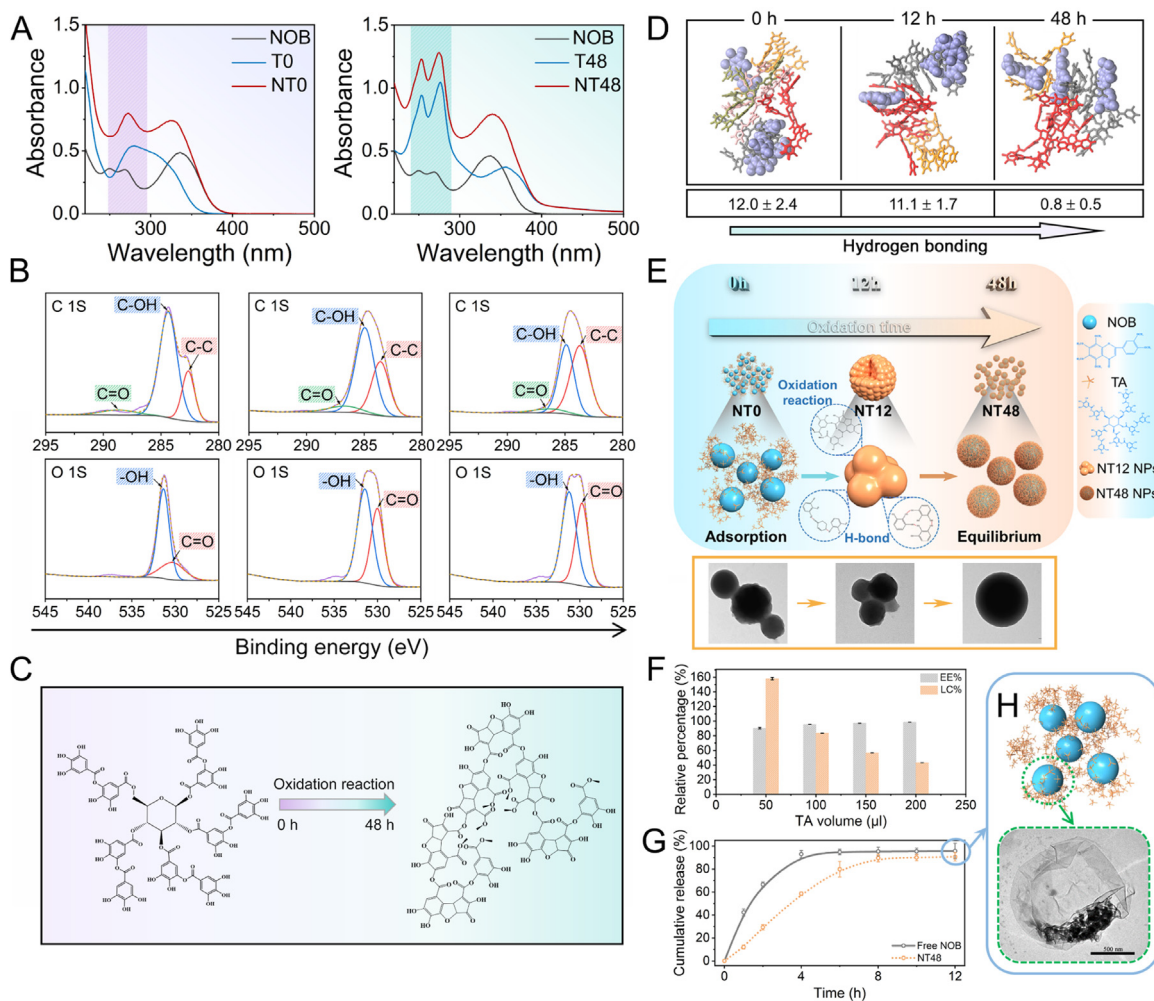 A
1.5
1.0
0.5
0.0
Absorbance
NOB
T0
NT0
300
400
500
Wavelength (nm)
1.5
1.0
0.5
0.0
Absorbance
NOB
T48
NT48
300
400
500
Wavelength (nm)
B
C 1S
C-OH
C-C
C=O
295
290
285
280
C 1S
C-OH
C-C
C=O
295
290
285
280
C 1S
C-OH
C-C
C=O
295
290
285
280
O 1S
-OH
C=O
545
540
535
530
525
O 1S
-OH
C=O
545
540
535
530
525
O 1S
-OH
C=O
545
540
535
530
525
Binding energy (eV)
C
Oxidation reaction
0 h
48 h
D
0 h
12 h
48 h
12.0 ± 2.4
11.1 ± 1.7
0.8 ± 0.5
Hydrogen bonding
E
0h
12h
48h
Oxidation time
NT0
Oxidation
reaction
NT12
NT48
Adsorption
H-bond
Equilibrium
NOB
TA
NT12 NPs
NT48 NPs
F
Relative percentage (%)
160
140
120
100
80
60
40
20
0
EE%
LC%
0
50
100
150
200
250
TA volume (μl)
G
Cumulative release (%)
100
80
60
40
20
0
Free NOB
NT48
0
2
4
6
8
10
12
Time (h)
H
500 nm